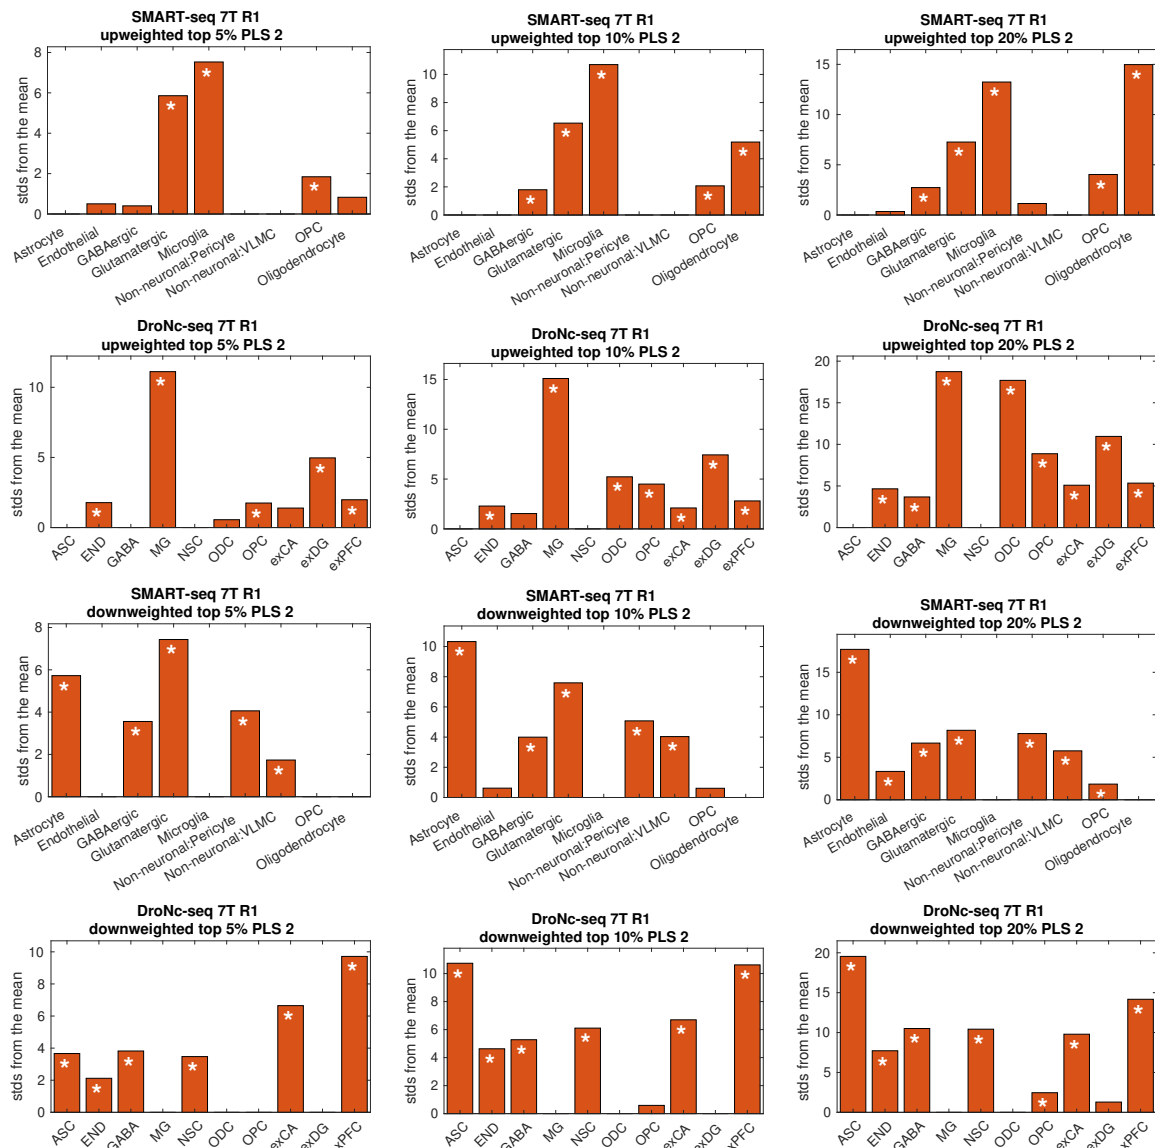 SMART-seq 7T R1
upweighted top 5% PLS 2
stds from the mean
8
6
4
2
0
Astrocyte
Endothelial
GABAergic
Glutamatergic
Microglia
Non-neuronal:Pericyte
Non-neuronal:VLMC
OPC
Oligodendrocyte
* * *
SMART-seq 7T R1
upweighted top 10% PLS 2
stds from the mean
10
8
6
4
2
0
Astrocyte
Endothelial
GABAergic
Glutamatergic
Microglia
Non-neuronal:Pericyte
Non-neuronal:VLMC
OPC
Oligodendrocyte
* * * * *
SMART-seq 7T R1
upweighted top 20% PLS 2
stds from the mean
15
10
5
0
Astrocyte
Endothelial
GABAergic
Glutamatergic
Microglia
Non-neuronal:Pericyte
Non-neuronal:VLMC
OPC
Oligodendrocyte
* * * * *
DroNc-seq 7T R1
upweighted top 5% PLS 2
stds from the mean
10
5
0
ASC
END
GABA
MG
NSC
ODC
OPC
exCA
exDG
exPFC
* * * * *
DroNc-seq 7T R1
upweighted top 10% PLS 2
stds from the mean
15
10
5
0
ASC
END
GABA
MG
NSC
ODC
OPC
exCA
exDG
exPFC
* * * * * * *
DroNc-seq 7T R1
upweighted top 20% PLS 2
stds from the mean
20
15
10
5
0
ASC
END
GABA
MG
NSC
ODC
OPC
exCA
exDG
exPFC
* * * * * * * *
SMART-seq 7T R1
downweighted top 5% PLS 2
stds from the mean
8
6
4
2
0
Astrocyte
Endothelial
GABAergic
Glutamatergic
Microglia
Non-neuronal:Pericyte
Non-neuronal:VLMC
OPC
Oligodendrocyte
* * * * *
SMART-seq 7T R1
downweighted top 10% PLS 2
stds from the mean
10
8
6
4
2
0
Astrocyte
Endothelial
GABAergic
Glutamatergic
Microglia
Non-neuronal:Pericyte
Non-neuronal:VLMC
OPC
Oligodendrocyte
* * * * *
SMART-seq 7T R1
downweighted top 20% PLS 2
stds from the mean
15
10
5
0
Astrocyte
Endothelial
GABAergic
Glutamatergic
Microglia
Non-neuronal:Pericyte
Non-neuronal:VLMC
OPC
Oligodendrocyte
* * * * * * *
DroNc-seq 7T R1
downweighted top 5% PLS 2
stds from the mean
10
8
6
4
2
0
ASC
END
GABA
MG
NSC
ODC
OPC
exCA
exDG
exPFC
* * * * * *
DroNc-seq 7T R1
downweighted top 10% PLS 2
stds from the mean
10
8
6
4
2
0
ASC
END
GABA
MG
NSC
ODC
OPC
exCA
exDG
exPFC
* * * * * *
DroNc-seq 7T R1
downweighted top 20% PLS 2
stds from the mean
20
15
10
5
0
ASC
END
GABA
MG
NSC
ODC
OPC
exCA
exDG
exPFC
* * * * * * *